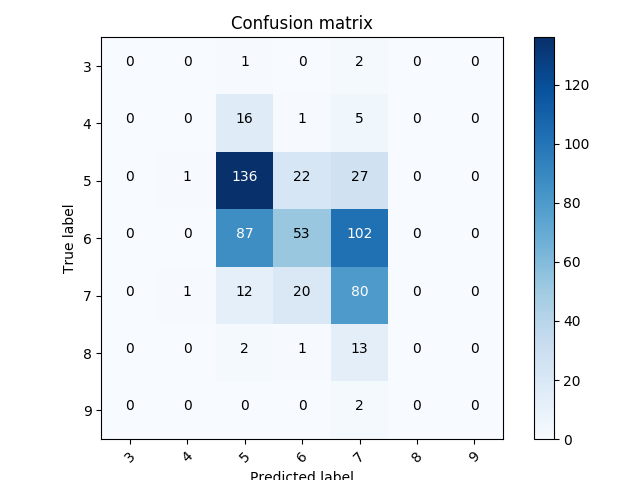 Confusion matrix
3 0 0 1 0 2 0 0
4 0 0 16 1 5 0 0
5 0 1 136 22 27 0 0
6 0 0 87 53 102 0 0
7 0 1 12 20 80 0 0
8 0 0 2 1 13 0 0
9 0 0 0 0 2 0 0
3 4 5 6 7 8 9
True label
Predicted label
120
100
80
60
40
20
0